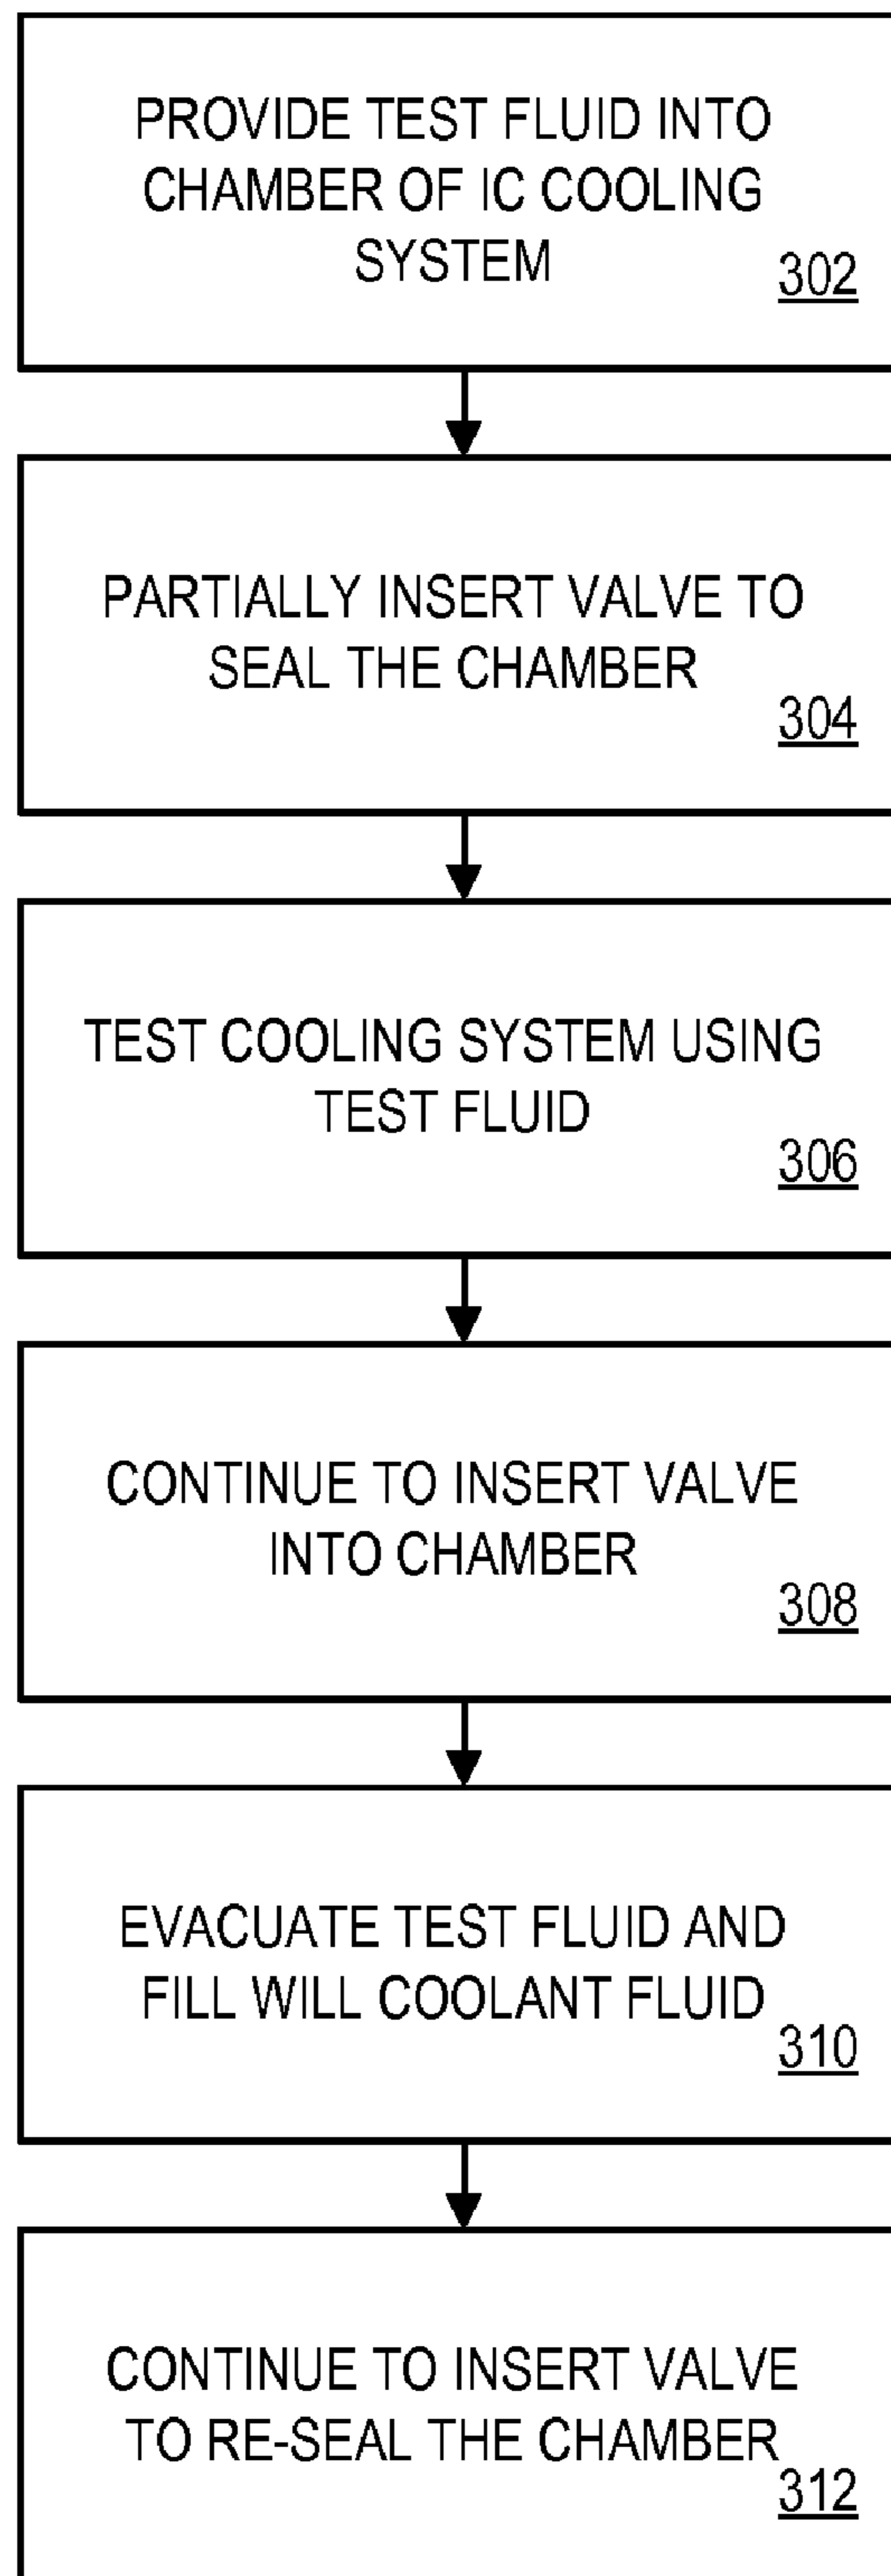 PROVIDE TEST FLUID INTO
CHAMBER OF IC COOLING
SYSTEM
302
PARTIALLY INSERT VALVE TO
SEAL THE CHAMBER
304
TEST COOLING SYSTEM USING
TEST FLUID
306
CONTINUE TO INSERT VALVE
INTO CHAMBER
308
EVACUATE TEST FLUID AND
FILL WILL COOLANT FLUID
310
CONTINUE TO INSERT VALVE
TO RE-SEAL THE CHAMBER
312